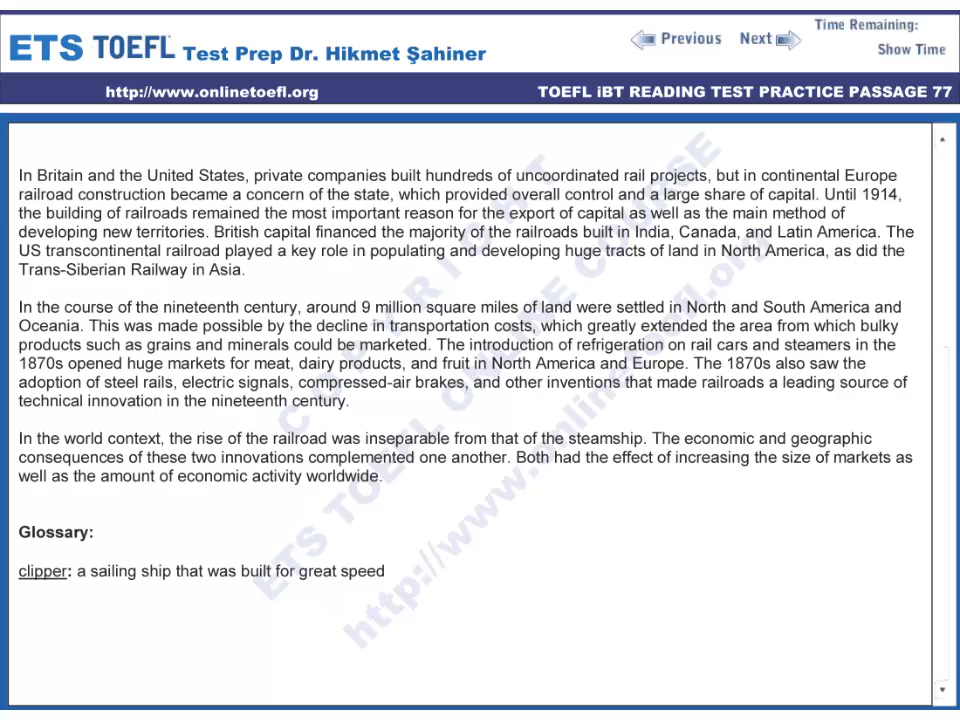 Time Remaining:
ETS TOEFL Test Prep Dr. Hikmet Şahiner
Previous Next
Show Time
http://www.onlinetoefl.org TOEFL iBT READING TEST PRACTICE PASSAGE 77
In Britain and the United States, private companies built hundreds of uncoordinated rail projects, but in continental Europe
railroad construction became a concern of the state, which provided overall control and a large share of capital. Until 1914,
the building of railroads remained the most important reason for the export of capital as well as the main method of
developing new territories. British capital financed the majority of the railroads built in India, Canada, and Latin America. The
US transcontinental railroad played a key role in populating and developing huge tracts of land in North America, as did the
Trans-Siberian Railway in Asia.
In the course of the nineteenth century, around 9 million square miles of land were settled in North and South America and
Oceania. This was made possible by the decline in transportation costs, which greatly extended the area from which bulky
products such as grains and minerals could be marketed. The introduction of refrigeration on rail cars and steamers in the
1870s opened huge markets for meat, dairy products, and fruit in North America and Europe. The 1870s also saw the
adoption of steel rails, electric signals, compressed-air brakes, and other inventions that made railroads a leading source of
technical innovation in the nineteenth century.
In the world context, the rise of the railroad was inseparable from that of the steamship. The economic and geographic
consequences of these two innovations complemented one another. Both had the effect of increasing the size of markets as
well as the amount of economic activity worldwide.
Glossary:
clipper: a sailing ship that was built for great speed
COPYRIGHT
ETS TOEFL ONLINE COURSE
http://www.onlinetoefl.org